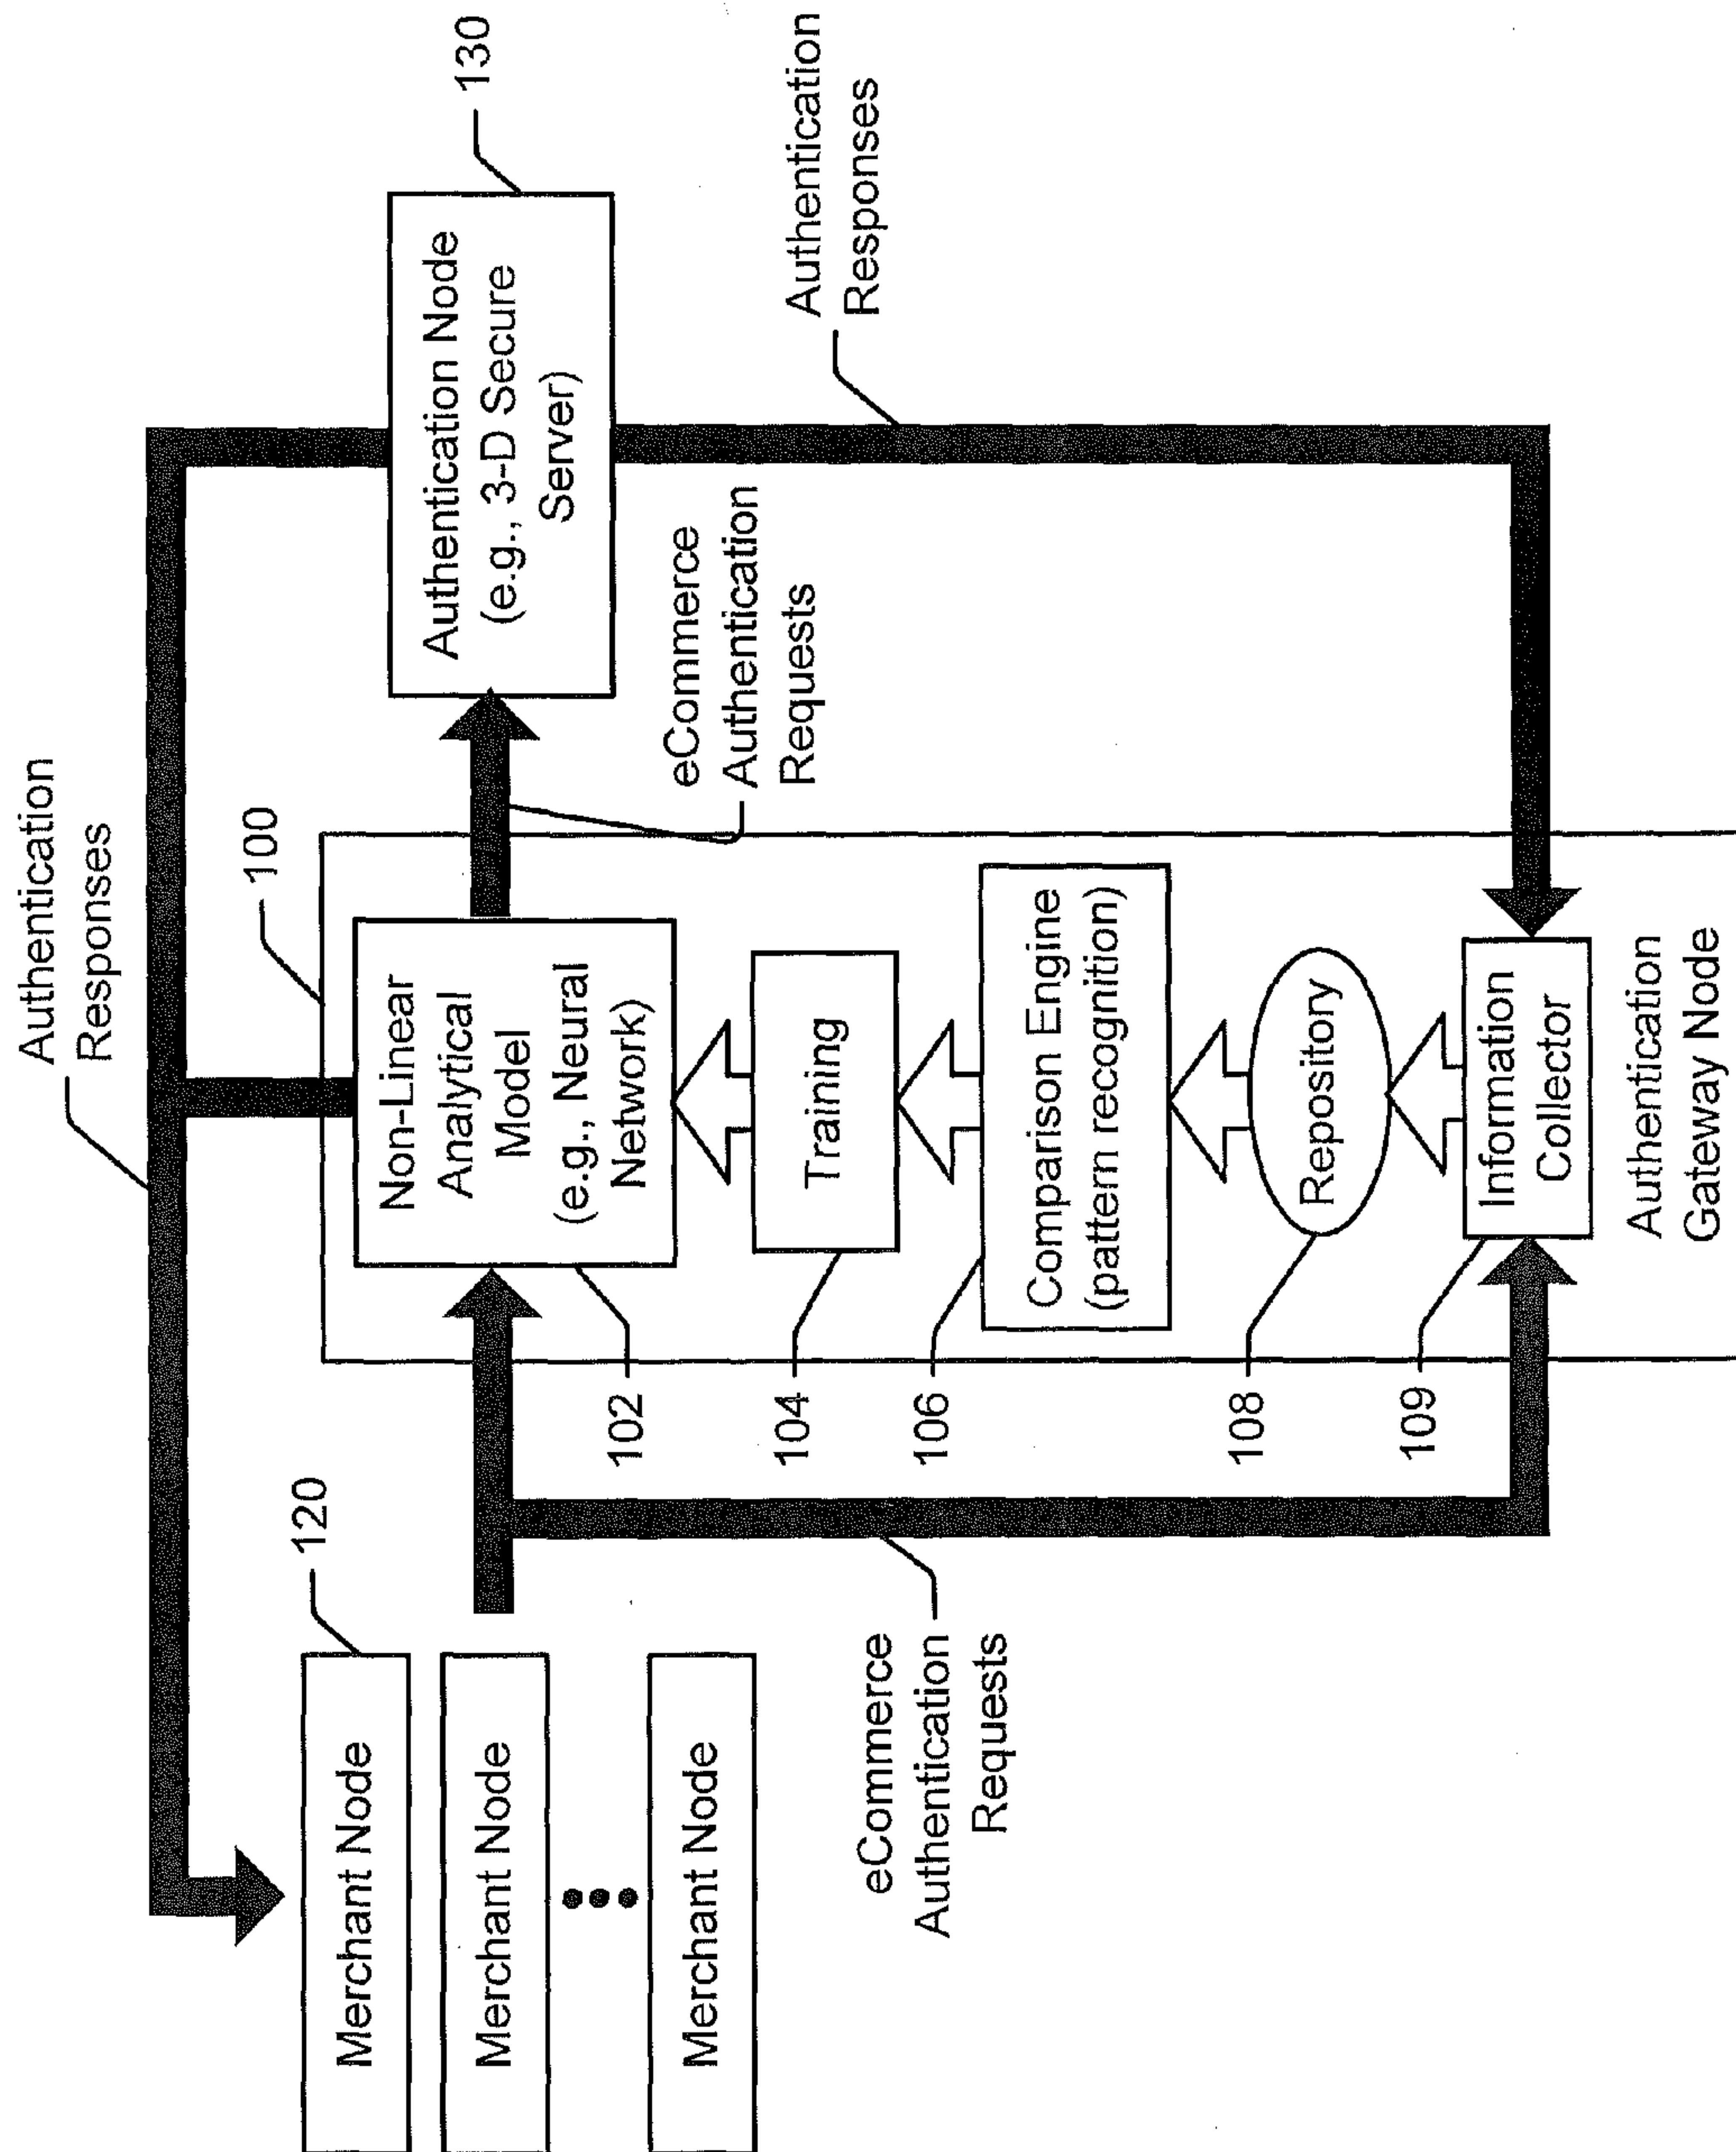 Authentication
Responses
100
130
120
Merchant Node
Merchant Node
Merchant Node
Non-Linear
Analytical
Model
(e.g., Neural
Network)
Authentication Node
(e.g., 3-D Secure
Server)
eCommerce
Authentication
Requests
102
Training
104
Authentication
Responses
Comparison Engine
(pattern recognition)
106
eCommerce
Authentication
Requests
Repository
108
Information
Collector
109
Authentication
Gateway Node